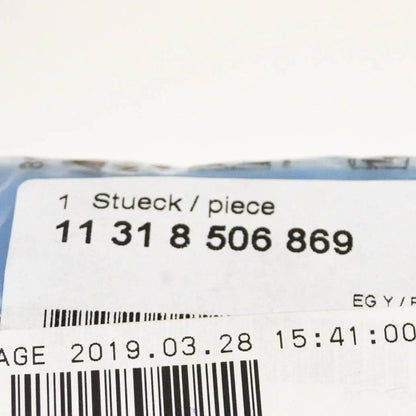 1 Stueck / piece
11 31 8 506 869
EG Y /
AGE 2019.03.28 15:41:00